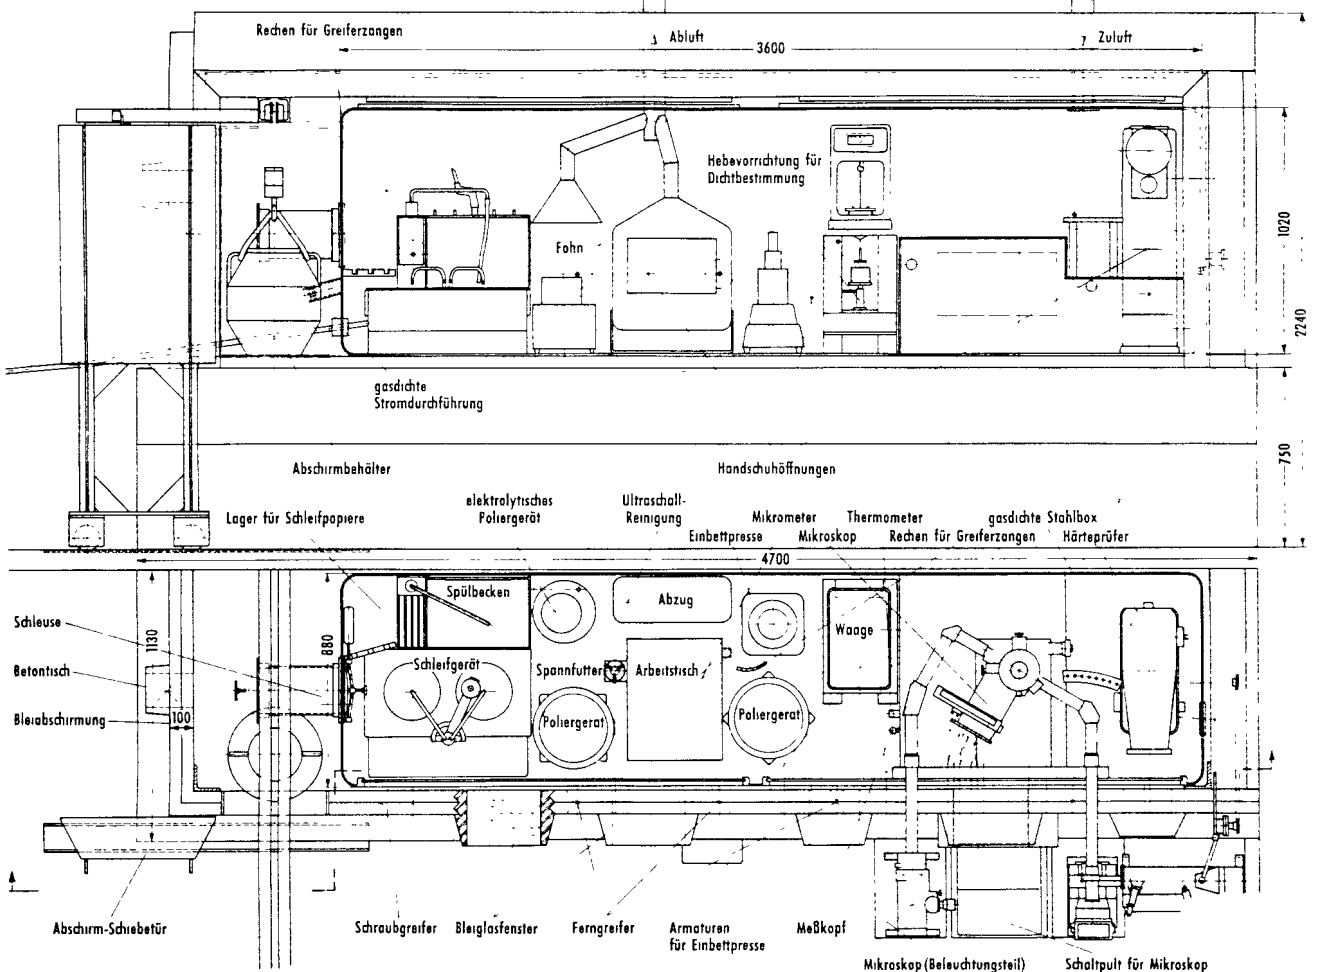 Rechen für Greiferzangen
Abluft
Zuluft
3600
Hebevorrichtung für
Dichtbestimmung
Fohn
1020
2240
gasdichte
Stromdurchführung
750
Abschirmbehälter
Handschuhöffnungen
Lager für Schleifpapiere
elektrolytisches
Poliergerät
Ultraschall-
Reinigung
Mikrometer
Thermometer
gasdichte Stahlbox
Einbettpresse
Mikroskop
Rechen für Greiferzangen
Härteprüfer
4700
Spülbecken
Abzug
Waage
Schleuse
1130
880
Betontisch
Schleifgerät
Spannfutter
Arbeitstisch
Bleiabschirmung
100
Poliergerat
Poliergerat
Abschirm-Schiebetür
Schraubgreifer
Bleiglasfenster
Ferngreifer
Armaturen
für Einbettpresse
Meßkopf
Mikroskop (Beleuchtungsteil)
Schaltpult für Mikroskop